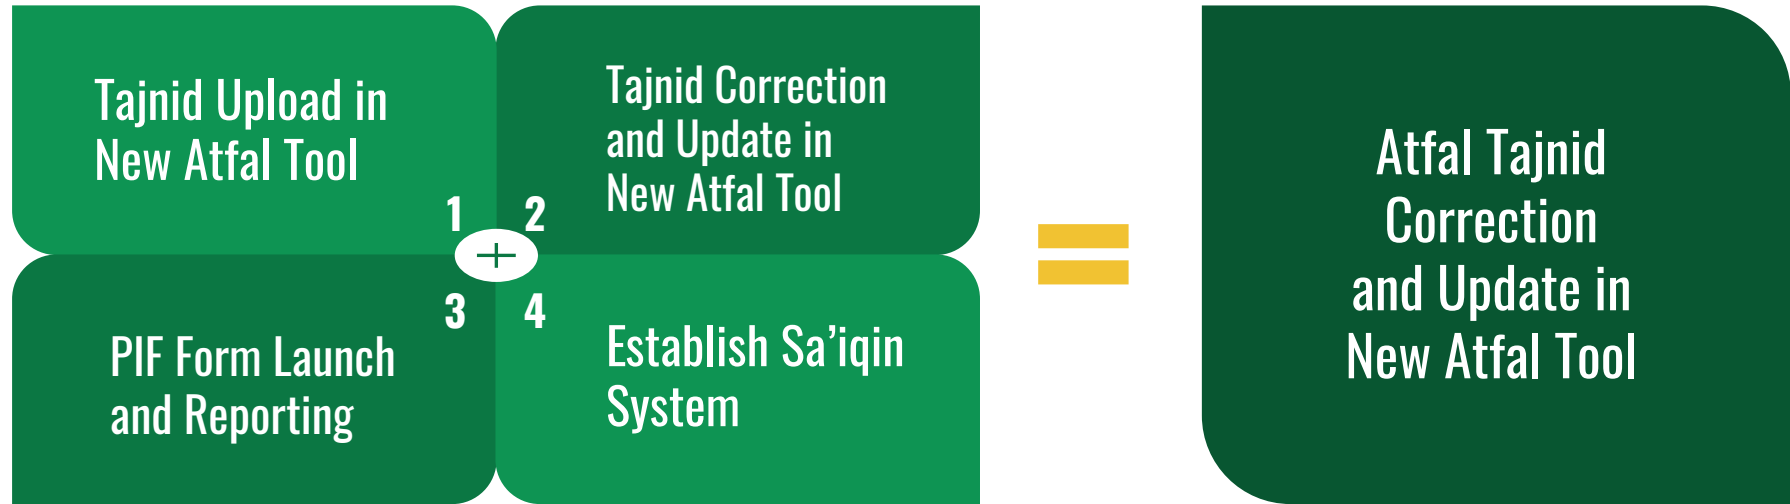 Tajnid Upload in
New Atfal Tool
1
Tajnid Correction
and Update in
New Atfal Tool
2
+
3
PIF Form Launch
and Reporting
4
Establish Sa’iqin
System
=
Atfal Tajnid
Correction
and Update in
New Atfal Tool